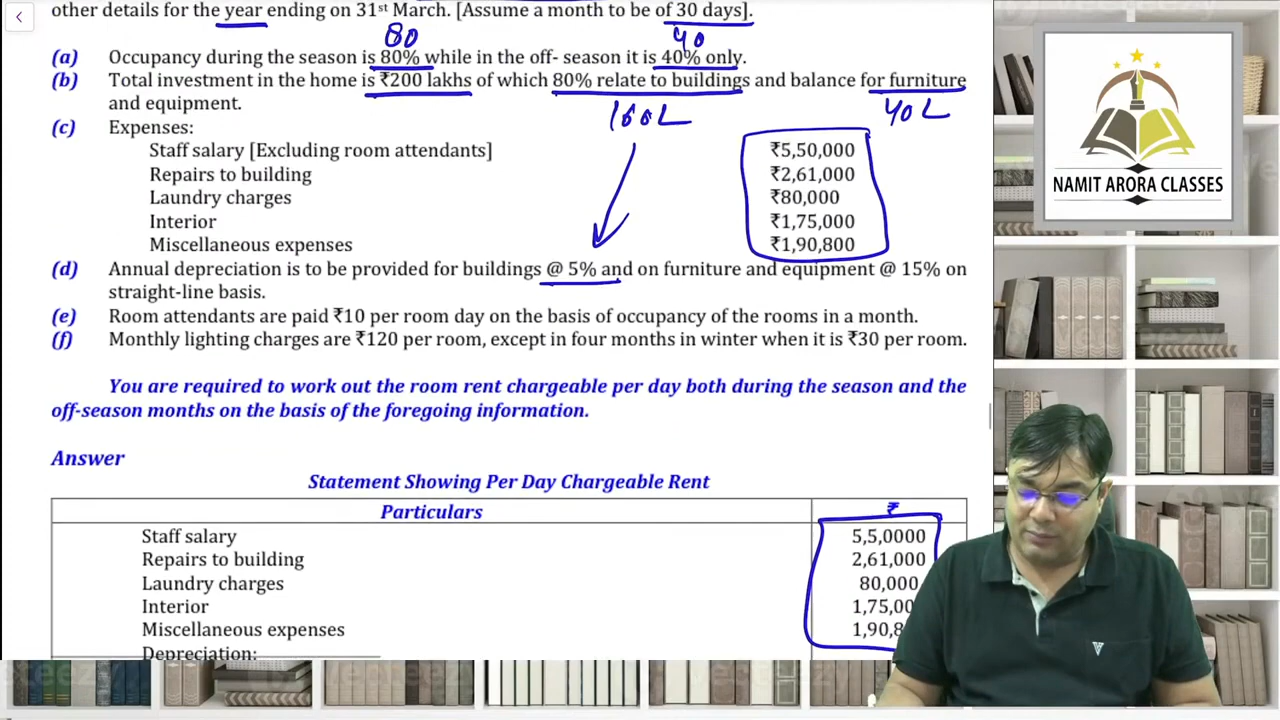 other details for the year ending on 31st March. [Assume a month to be of 30 days].
80 40
(a) Occupancy during the season is 80% while in the off- season it is 40% only.
(b) Total investment in the home is ₹200 lakhs of which 80% relate to buildings and balance for furniture
and equipment.
160L 40L
(c) Expenses:
Staff salary [Excluding room attendants] ₹5,50,000
Repairs to building ₹2,61,000
Laundry charges ₹80,000
Interior ₹1,75,000
Miscellaneous expenses ₹1,90,800
(d) Annual depreciation is to be provided for buildings @ 5% and on furniture and equipment @ 15% on
straight-line basis.
(e) Room attendants are paid ₹10 per room day on the basis of occupancy of the rooms in a month.
(f) Monthly lighting charges are ₹120 per room, except in four months in winter when it is ₹30 per room.
You are required to work out the room rent chargeable per day both during the season and the
off-season months on the basis of the foregoing information.
Answer
Statement Showing Per Day Chargeable Rent
Particulars ₹
Staff salary 5,5,0000
Repairs to building 2,61,000
Laundry charges 80,000
Interior 1,75,00
Miscellaneous expenses 1,90,8
Depreciation:
NAMIT ARORA CLASSES